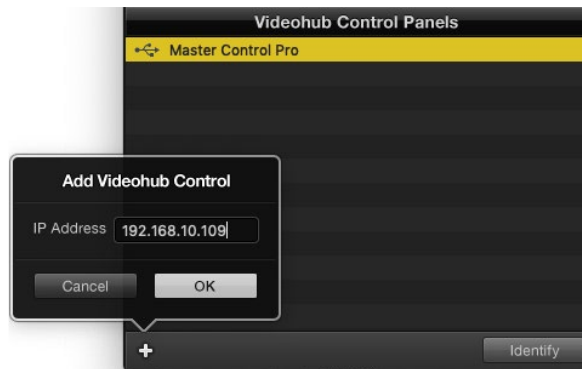 Videohub Control Panels
Master Control Pro
Add Videohub Control
IP Address 192.168.10.109
Cancel OK
+ Identify